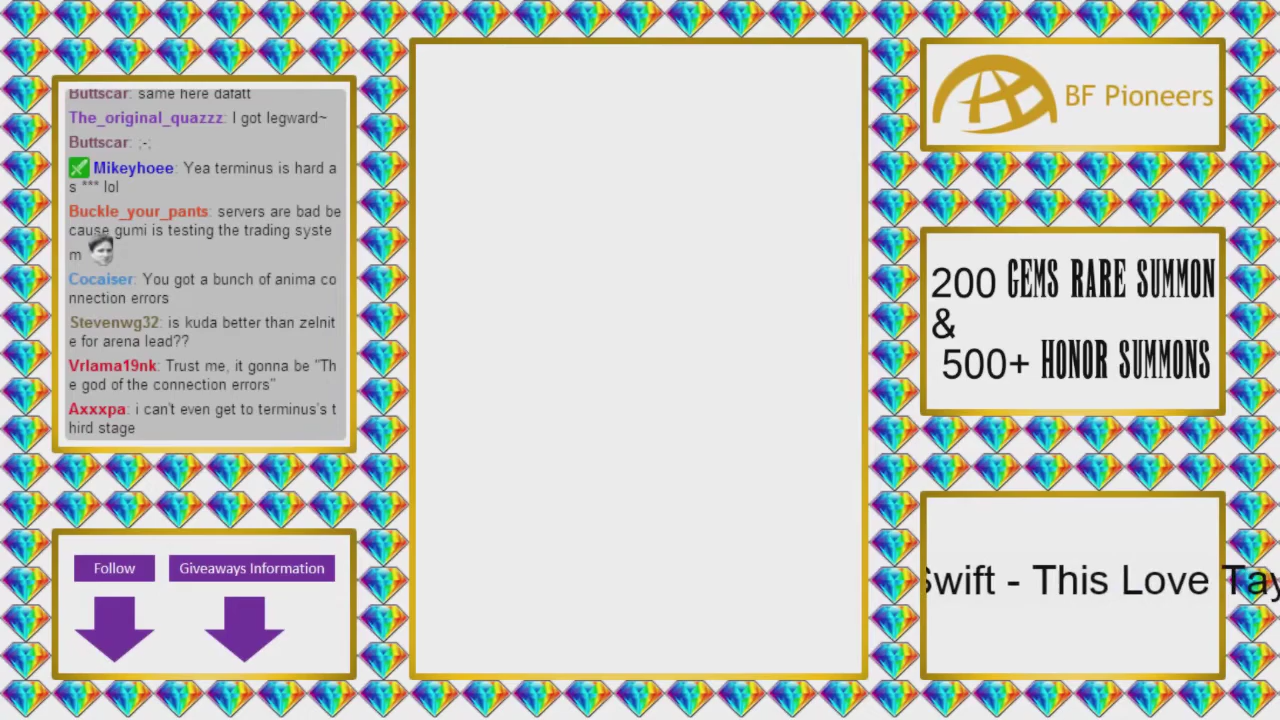 Buttscar: same here dafatt
The_original_quazzz: I got legward~
Buttscar: ;-;
Mikeyhoee: Yea terminus is hard a
s *** lol
Buckle_your_pants: servers are bad be
cause gumi is testing the trading syste
m
Cocaiser: You got a bunch of anima co
nnection errors
Stevenwg32: is kuda better than zelnit
e for arena lead??
Vrlama19nk: Trust me, it gonna be "Th
e god of the connection errors"
Axxxpa: i can't even get to terminus's t
hird stage
Follow
Giveaways Information
BF Pioneers
200 GEMS RARE SUMMON
&
500+ HONOR SUMMONS
Swift - This Love Tay